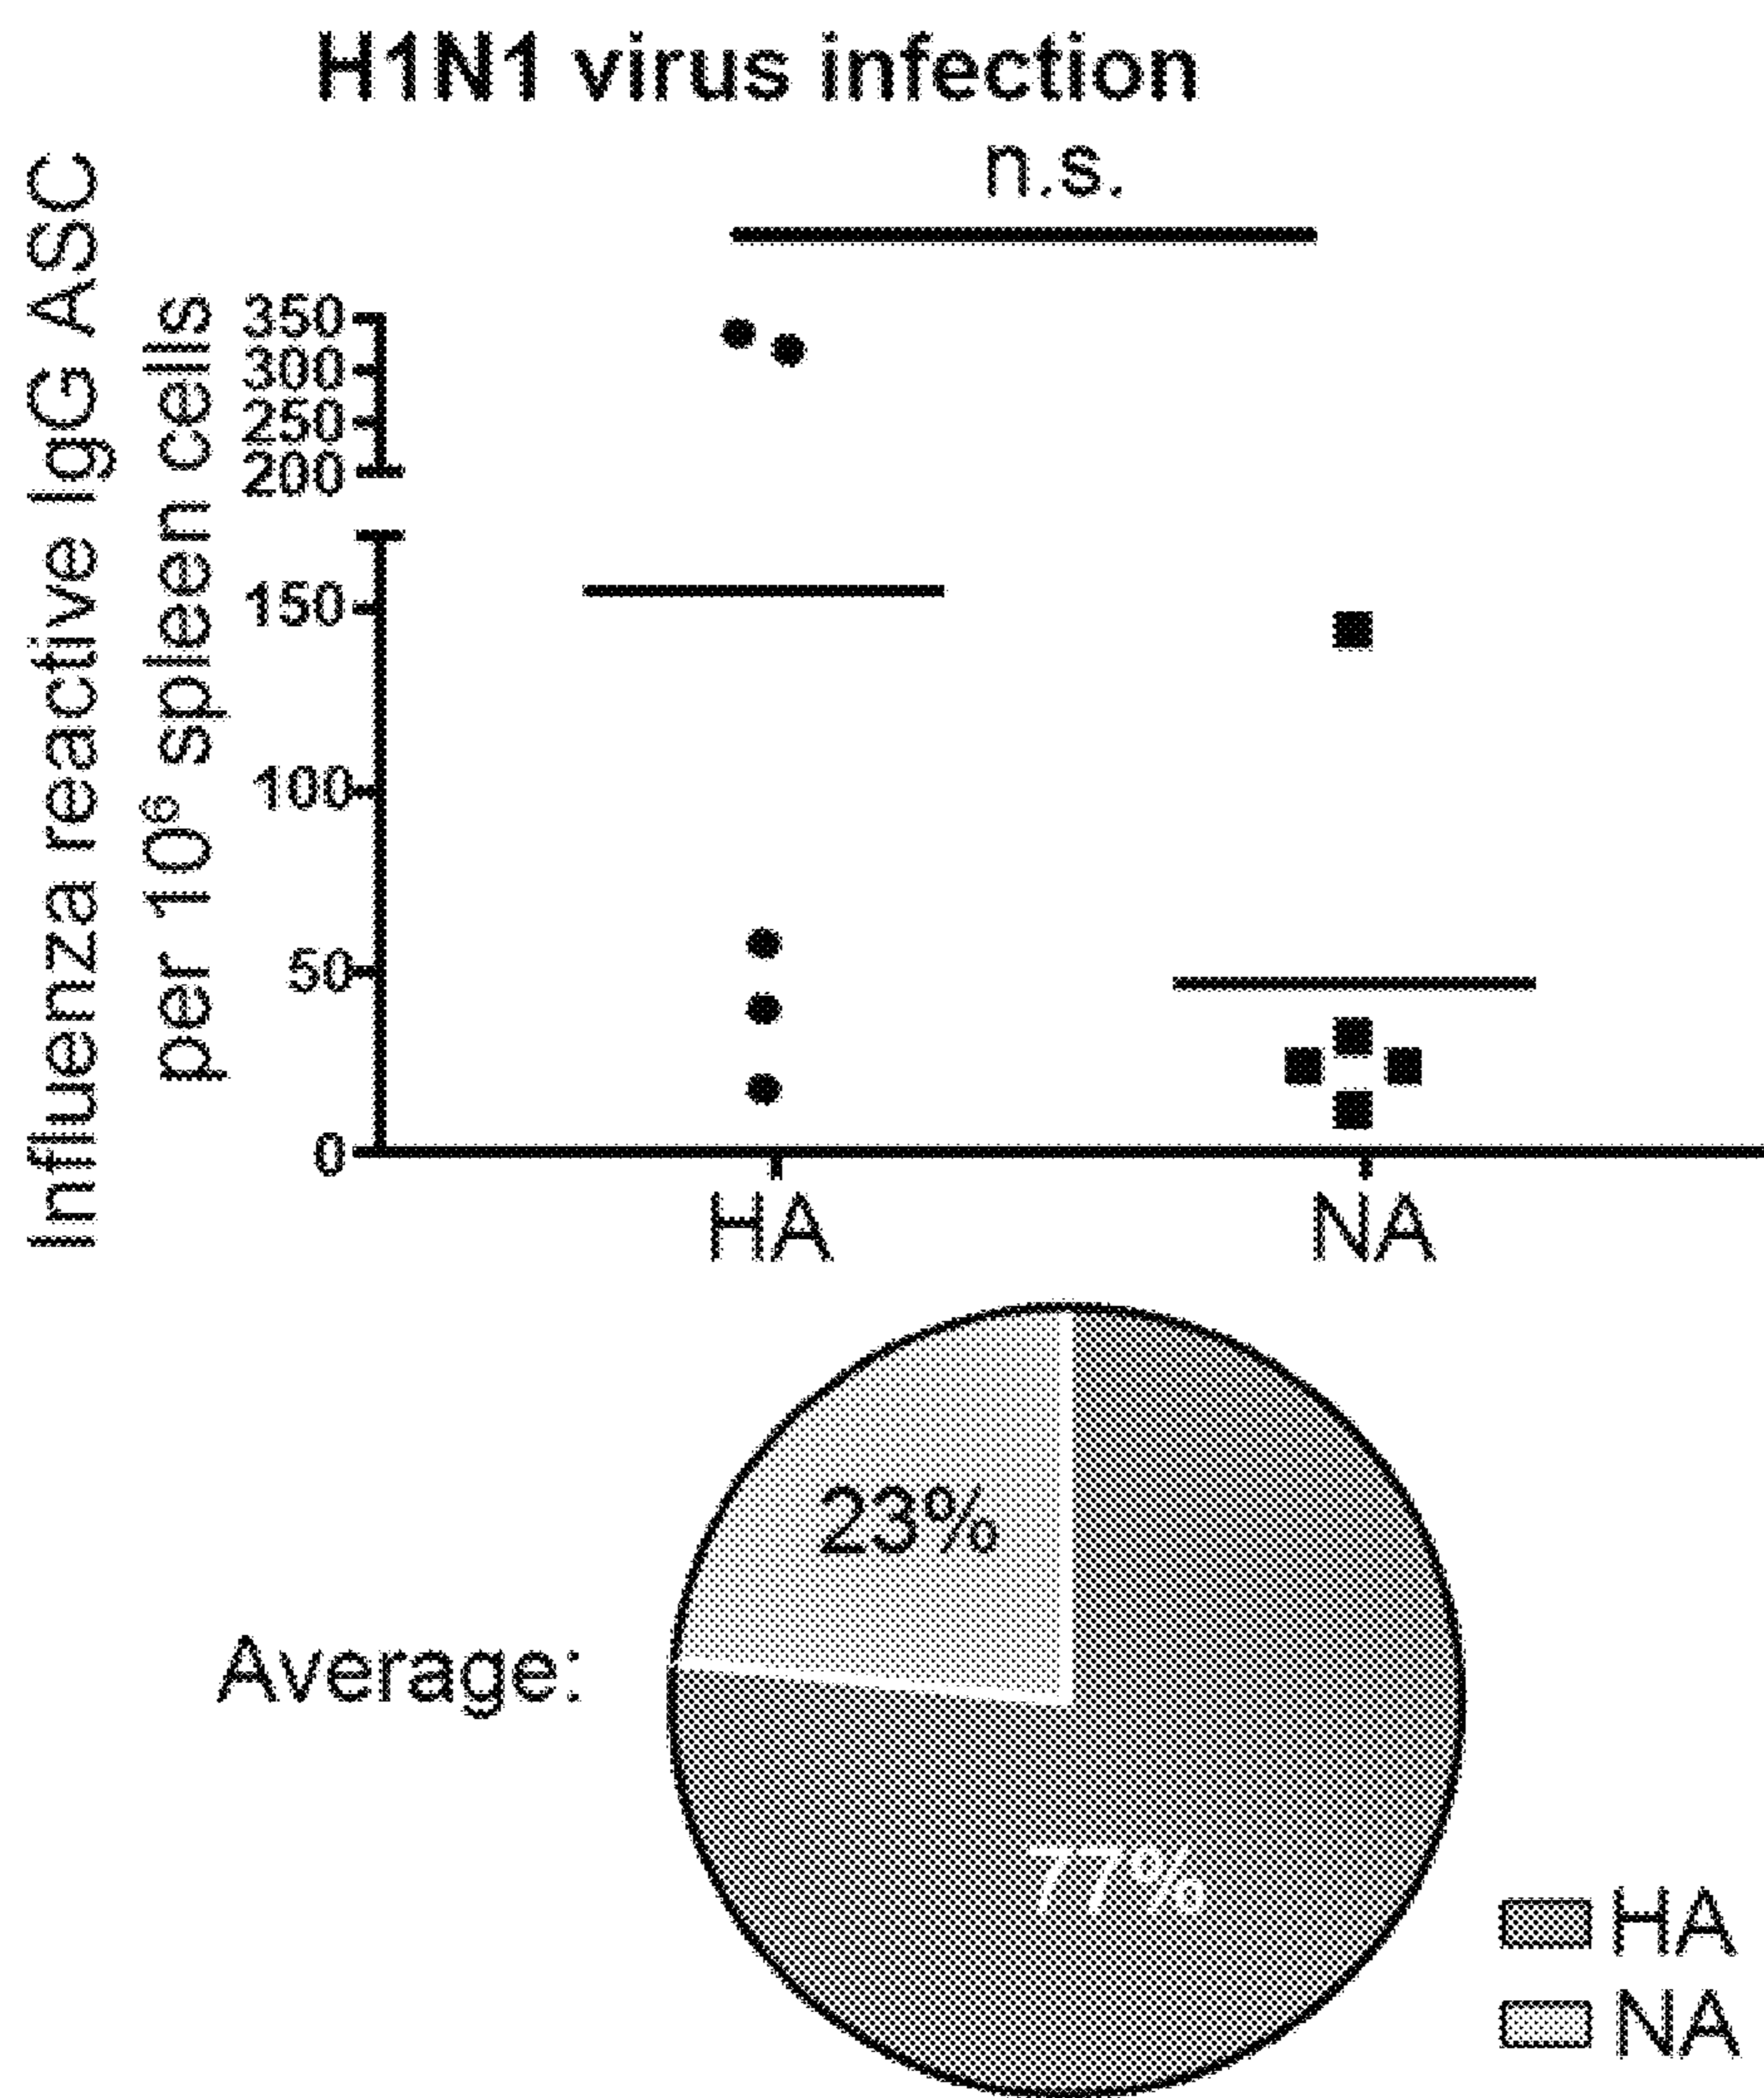 H1N1 virus infection
n.s.
Influenza reactive IgG ASC
per 10⁶ spleen cells
350
300
250
200
150
100
50
0
HA
NA
23%
Average:
77%
HA
NA